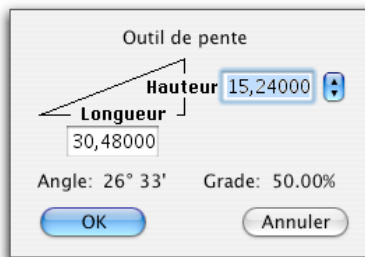 Outil de pente
Hauteur 15,24000
Longueur
30,48000
Angle: 26° 33' Grade: 50.00%
OK Annuler